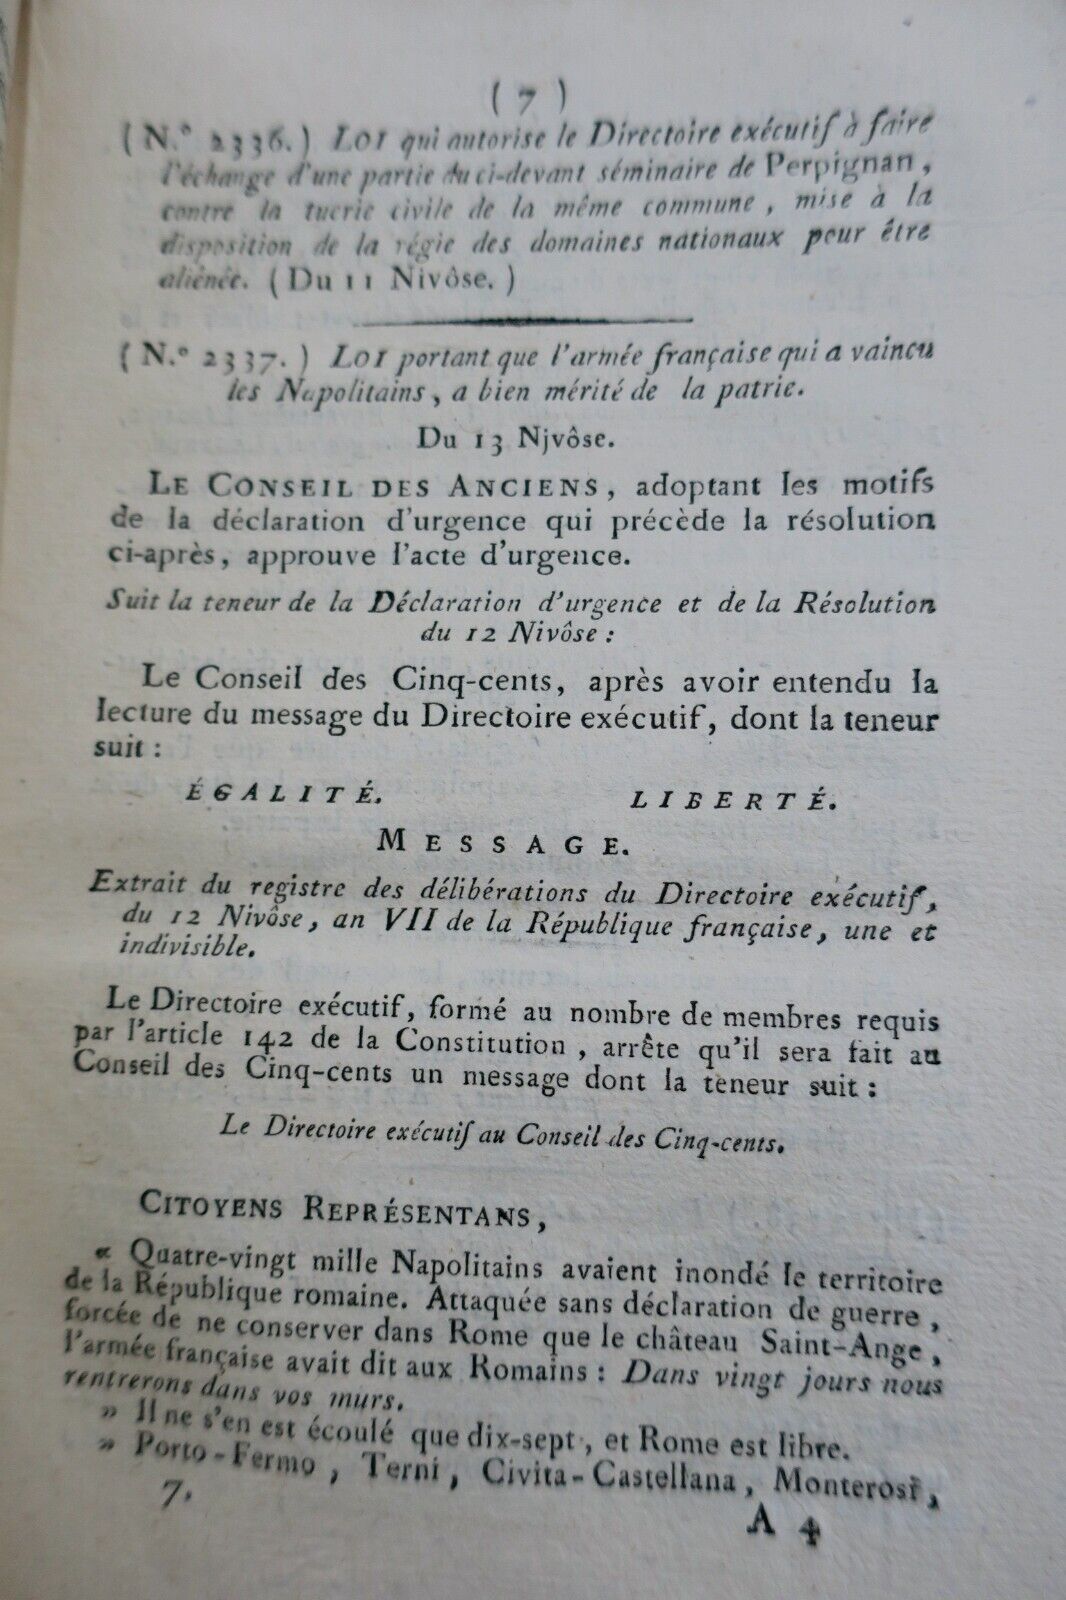 ( 7 )
( N.° 2336. ) LOI qui autorise le Directoire exécutif à faire
l'échange d'une partie du ci-devant séminaire de Perpignan,
contre la tuerie civile de la même commune, mise à la
disposition de la régie des domaines nationaux pour être
aliénée. ( Du 11 Nivôse. )
( N.° 2337. ) LOI portant que l'armée française qui a vaincu
les Napolitains, a bien mérité de la patrie.
Du 13 Njvôse.
LE CONSEIL DES ANCIENS, adoptant les motifs
de la déclaration d'urgence qui précède la résolution
ci-après, approuve l'acte d'urgence.
Suit la teneur de la Déclaration d'urgence et de la Résolution
du 12 Nivôse :
Le Conseil des Cinq-cents, après avoir entendu la
lecture du message du Directoire exécutif, dont la teneur
suit :
ÉGALITÉ. LIBERTÉ.
MESSAGE.
Extrait du registre des délibérations du Directoire exécutif,
du 12 Nivôse, an VII de la République française, une et
indivisible.
Le Directoire exécutif, formé au nombre de membres requis
par l'article 142 de la Constitution, arrête qu'il sera fait au
Conseil des Cinq-cents un message dont la teneur suit :
Le Directoire exécutif au Conseil des Cinq-cents.
CITOYENS REPRÉSENTANS,
« Quatre-vingt mille Napolitains avaient inondé le territoire
de la République romaine. Attaquée sans déclaration de guerre,
forcée de ne conserver dans Rome que le château Saint-Ange,
l'armée française avait dit aux Romains : Dans vingt jours nous
rentrerons dans vos murs.
» Il ne s'en est écoulé que dix-sept, et Rome est libre.
» Porto-Fermo, Terni, Civita-Castellana, Monterosi,
7. A 4